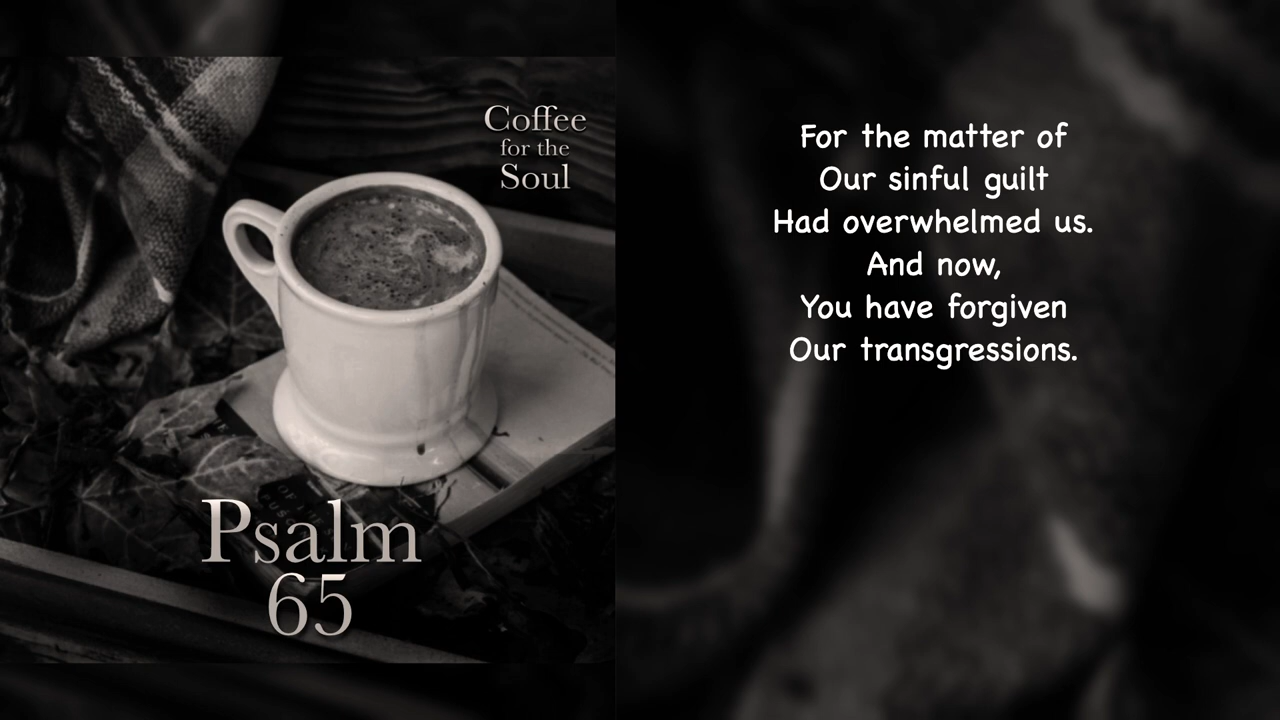 Coffee
for the
Soul
Psalm
65
For the matter of
Our sinful guilt
Had overwhelmed us.
And now,
You have forgiven
Our transgressions.